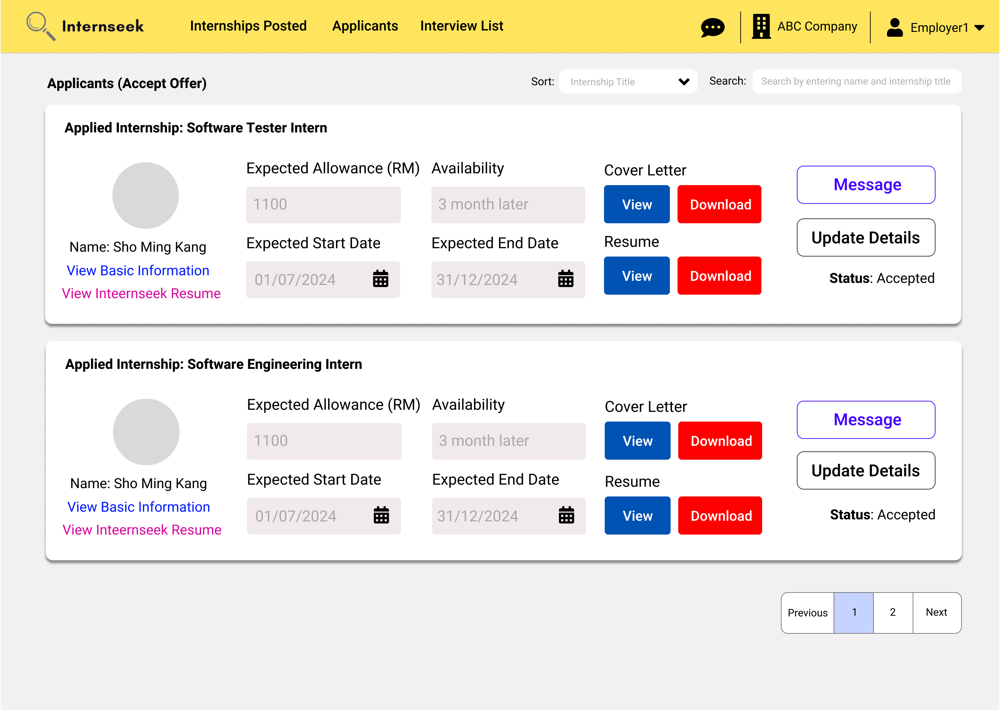 Internseek
Internships Posted
Applicants
Interview List
ABC Company
Employer1
Applicants (Accept Offer)
Sort:
Internship Title
Search:
Search by entering name and internship title
Applied Internship: Software Tester Intern
Name: Sho Ming Kang
View Basic Information
View Inteernseek Resume
Expected Allowance (RM)
1100
Availability
3 month later
Expected Start Date
01/07/2024
Expected End Date
31/12/2024
Cover Letter
View
Download
Resume
View
Download
Message
Update Details
Status: Accepted
Applied Internship: Software Engineering Intern
Name: Sho Ming Kang
View Basic Information
View Inteernseek Resume
Expected Allowance (RM)
1100
Availability
3 month later
Expected Start Date
01/07/2024
Expected End Date
31/12/2024
Cover Letter
View
Download
Resume
View
Download
Message
Update Details
Status: Accepted
Previous
1
2
Next